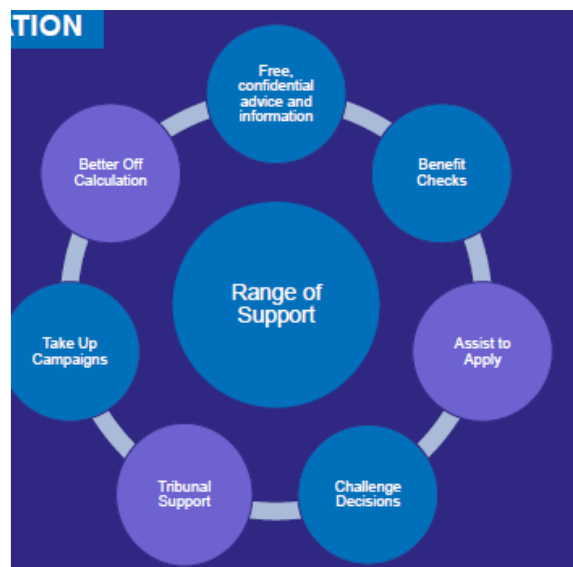 ATION
Free,
confidential
advice and
information
Benefit
Checks
Assist to
Apply
Challenge
Decisions
Tribunal
Support
Take Up
Campaigns
Better Off
Calculation
Range of
Support